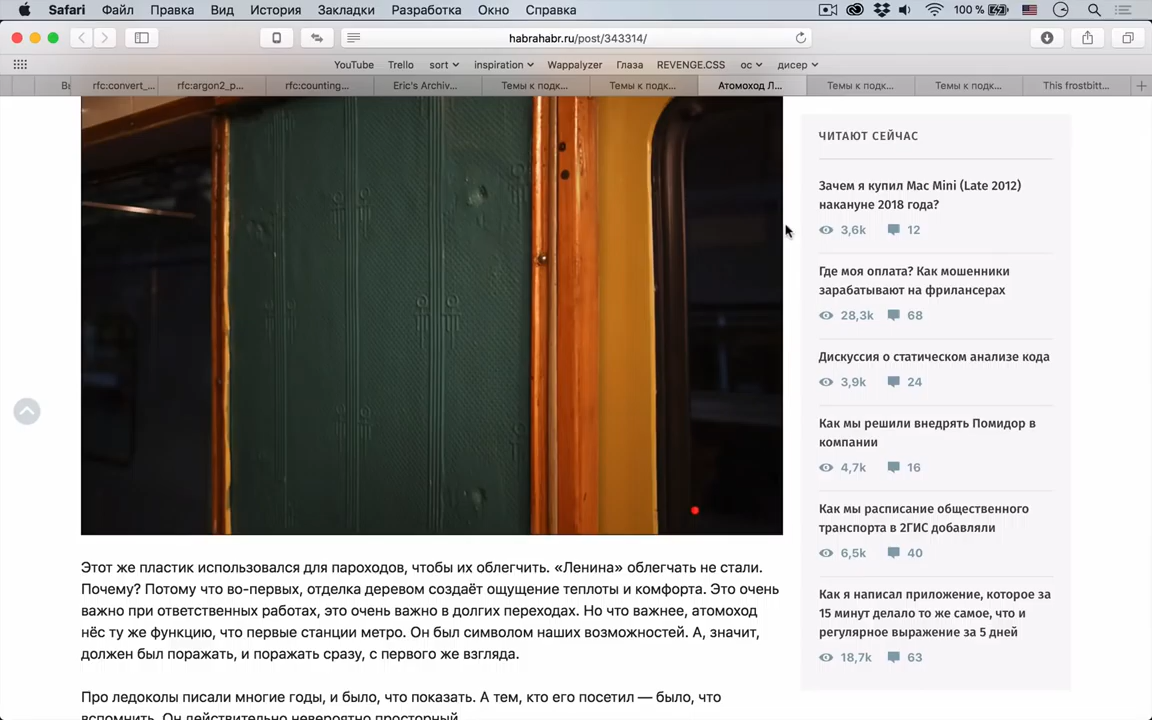 Safari Файл Правка Вид История Закладки Разработка Окно Справка 100 %
habrahabr.ru/post/343314/
YouTube Trello sort inspiration Wappalyzer Глаза REVENGE.CSS ос дисер
rfc:convert_... rfc:argon2_p... rfc:counting... Eric's Archiv... Темы к подк... Темы к подк... Атомоход Л... Темы к подк... Темы к подк... This frostbitt...
ЧИТАЮТ СЕЙЧАС
Зачем я купил Mac Mini (Late 2012)
накануне 2018 года?
3,6k 12
Где моя оплата? Как мошенники
зарабатывают на фрилансерах
28,3k 68
Дискуссия о статическом анализе кода
3,9k 24
Как мы решили внедрять Помидор в
компании
4,7k 16
Как мы расписание общественного
транспорта в 2ГИС добавляли
6,5k 40
Как я написал приложение, которое за
15 минут делало то же самое, что и
регулярное выражение за 5 дней
18,7k 63
Этот же пластик использовался для пароходов, чтобы их облегчить. «Ленина» облегчать не стали.
Почему? Потому что во-первых, отделка деревом создаёт ощущение теплоты и комфорта. Это очень
важно при ответственных работах, это очень важно в долгих переходах. Но что важнее, атомоход
нёс ту же функцию, что первые станции метро. Он был символом наших возможностей. А, значит,
должен был поражать, и поражать сразу, с первого же взгляда.
Про ледоколы писали многие годы, и было, что показать. А тем, кто его посетил — было, что
вспомнить. Он действительно невероятно просторный.